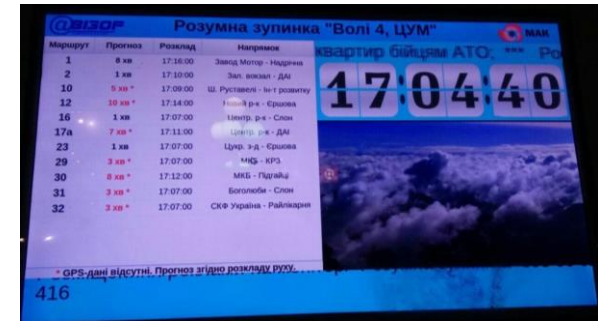 @BISOF Розумна зупинка "Волі 4, ЦУМ" МАК
Маршрут Прогноз Розклад Напрямок
1 8 хв 17:16:00 Завод Мотор - Надрічна
2 1 хв 17:10:00 Зал. вокзал - ДАІ
10 5 хв * 17:09:00 Ш. Руставелі - Ін-т розвитку
12 10 хв * 17:14:00 Новий р-к - Єршова
16 1 хв 17:07:00 Центр. р-к - Слон
17а 7 хв * 17:11:00 Центр. р-к - ДАІ
23 1 хв 17:07:00 Цукр. з-д - Єршова
29 3 хв * 17:07:00 МКБ - КРЗ
30 8 хв * 17:12:00 МКБ - Підгайці
31 3 хв * 17:07:00 Боголюби - Слон
32 3 хв * 17:07:00 СКФ Україна - Райлікарня
квартир бійцям АТО; *** Ро
17:04:40
* GPS-дані відсутні. Прогноз згідно розкладу руху.
416